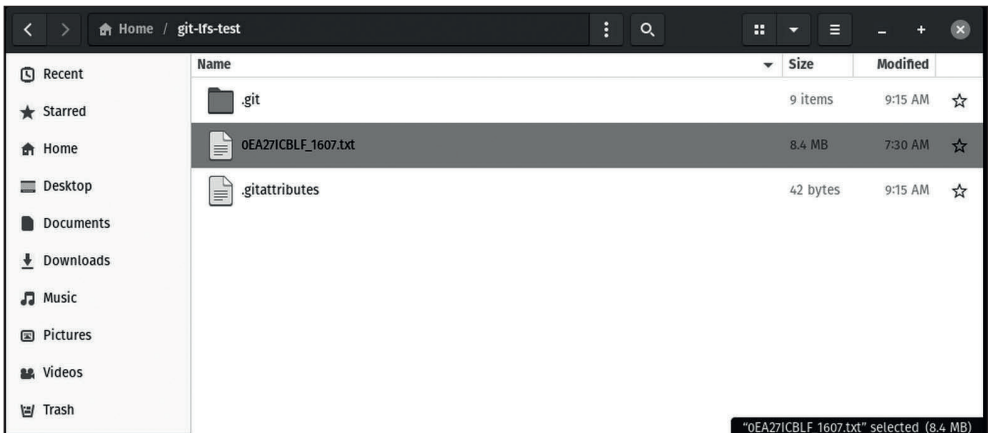 Home / git-lfs-test
Name Size Modified
Recent
.git 9 items 9:15 AM
Starred
Home
0EA27ICBLF_1607.txt 8.4 MB 7:30 AM
Desktop
.gitattributes 42 bytes 9:15 AM
Documents
Downloads
Music
Pictures
Videos
Trash
"0EA27ICBLF_1607.txt" selected (8.4 MB)